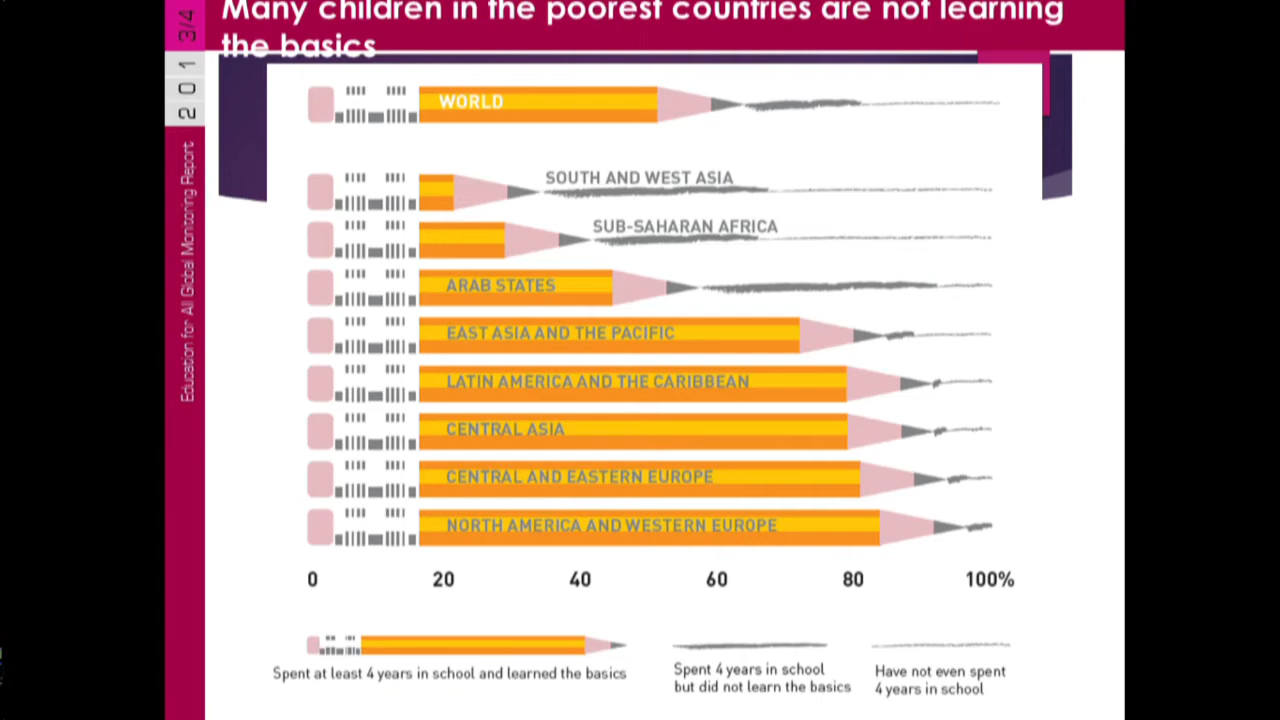 Many children in the poorest countries are not learning
the basics
2013/4
Education for All Global Monitoring Report
WORLD
SOUTH AND WEST ASIA
SUB-SAHARAN AFRICA
ARAB STATES
EAST ASIA AND THE PACIFIC
LATIN AMERICA AND THE CARIBBEAN
CENTRAL ASIA
CENTRAL AND EASTERN EUROPE
NORTH AMERICA AND WESTERN EUROPE
0 20 40 60 80 100%
Spent at least 4 years in school and learned the basics
Spent 4 years in school
but did not learn the basics
Have not even spent
4 years in school